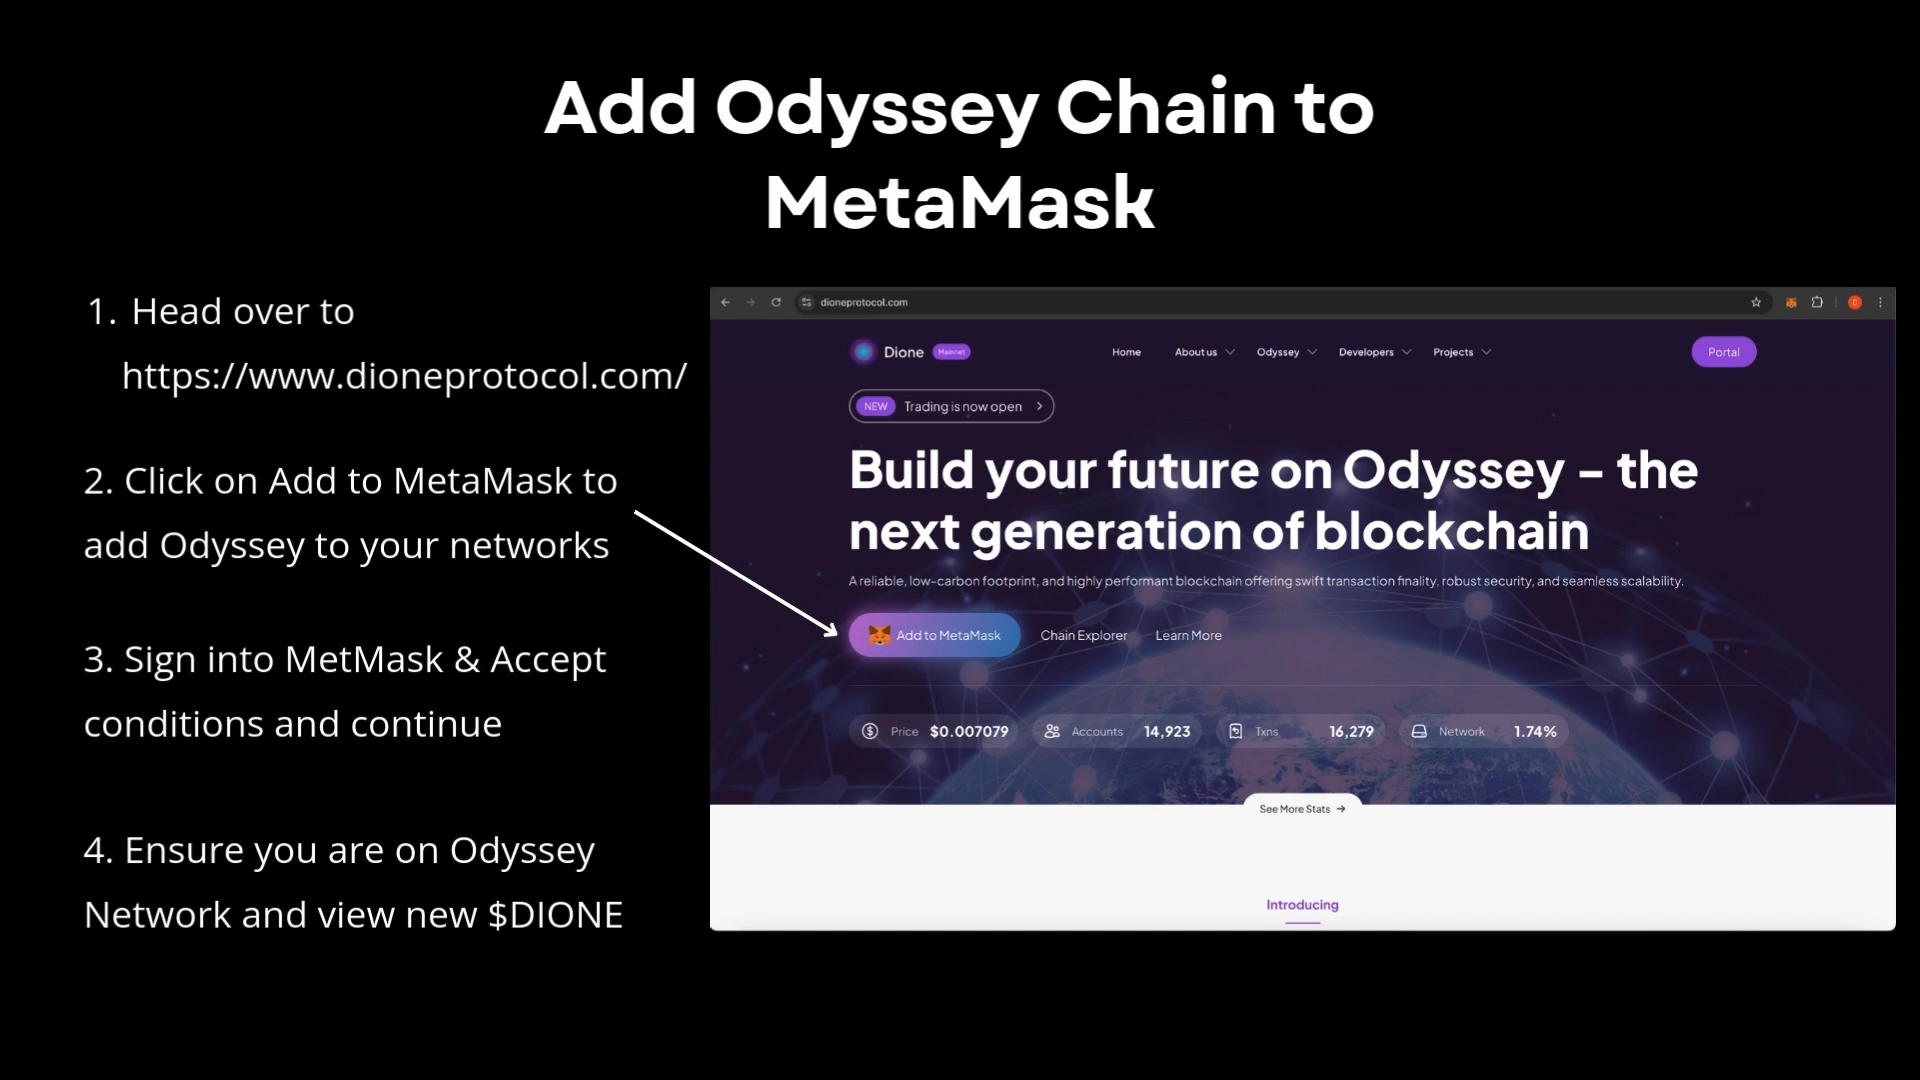 Add Odyssey Chain to
MetaMask
1. Head over to
https://www.dioneprotocol.com/
2. Click on Add to MetaMask to
add Odyssey to your networks
3. Sign into MetMask & Accept
conditions and continue
4. Ensure you are on Odyssey
Network and view new $DIONE
dioneprotocol.com
C
Dione Mainnet Home About us Odyssey Developers Projects Portal
NEW Trading is now open
Build your future on Odyssey – the
next generation of blockchain
A reliable, low-carbon footprint, and highly performant blockchain offering swift transaction finality, robust security, and seamless scalability.
Add to MetaMask Chain Explorer Learn More
Price $0.007079 Accounts 14,923 Txns 16,279 Network 1.74%
See More Stats →
Introducing